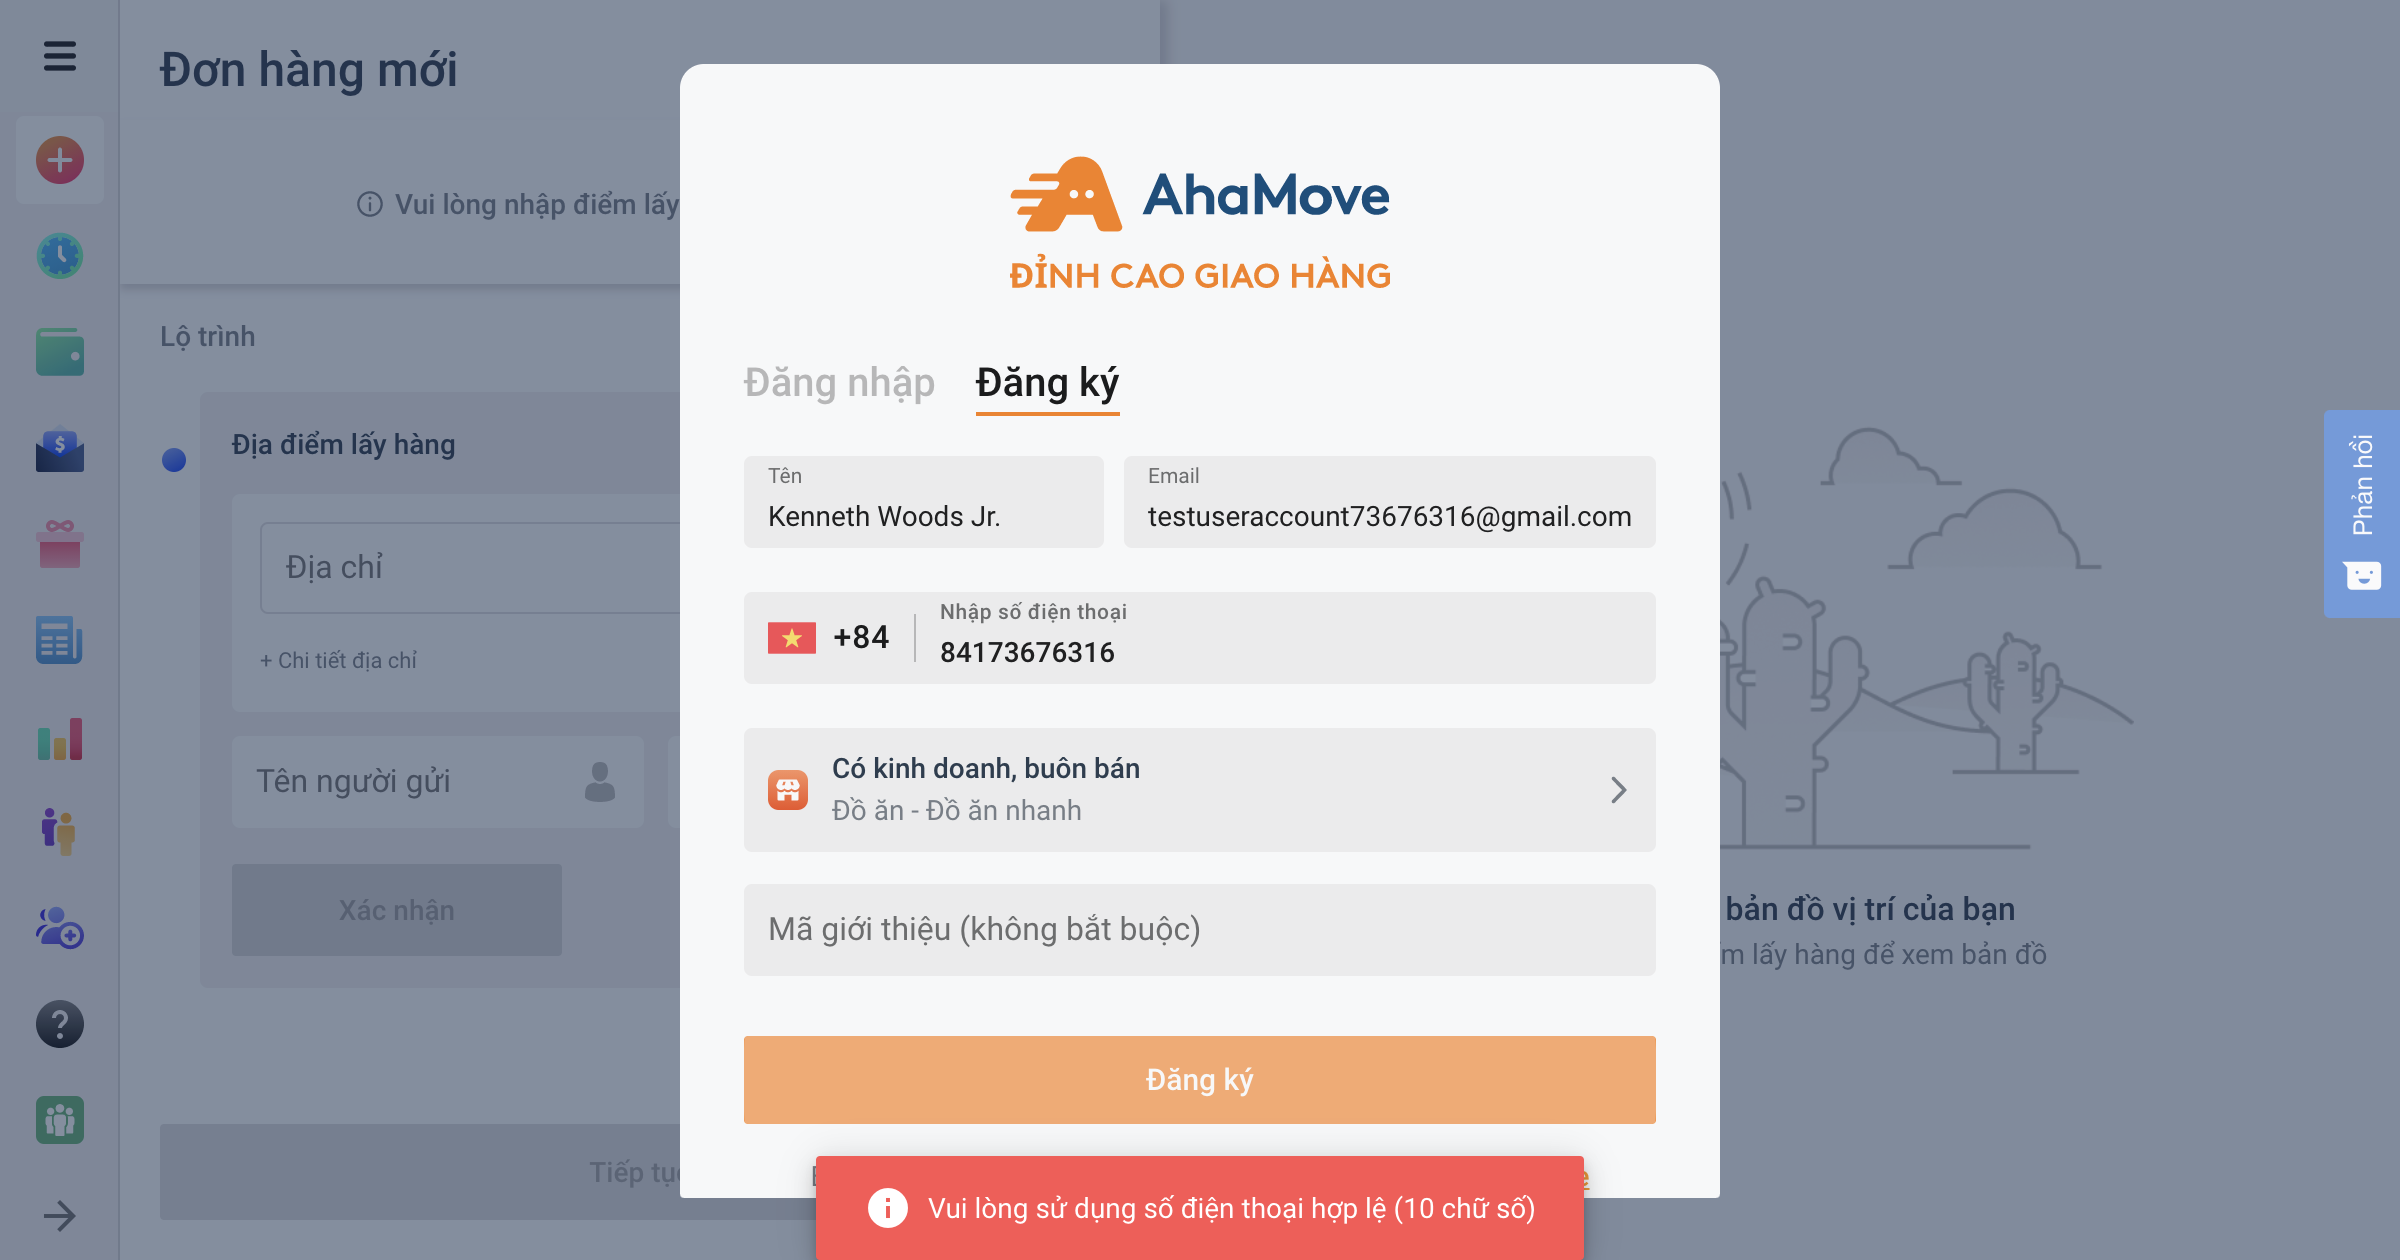 Đơn hàng mới
Vui lòng nhập điểm lấy
Lộ trình
Địa điểm lấy hàng
Địa chỉ
+ Chi tiết địa chỉ
Tên người gửi
Xác nhận
Tiếp tục
AhaMove
ĐỈNH CAO GIAO HÀNG
Đăng nhập
Đăng ký
Tên
Kenneth Woods Jr.
Email
testuseraccount73676316@gmail.com
+84
Nhập số điện thoại
84173676316
Có kinh doanh, buôn bán
Đồ ăn - Đồ ăn nhanh
Mã giới thiệu (không bắt buộc)
Đăng ký
Vui lòng sử dụng số điện thoại hợp lệ (10 chữ số)
bản đồ vị trí của bạn
lấy hàng để xem bản đồ
Phản hồi